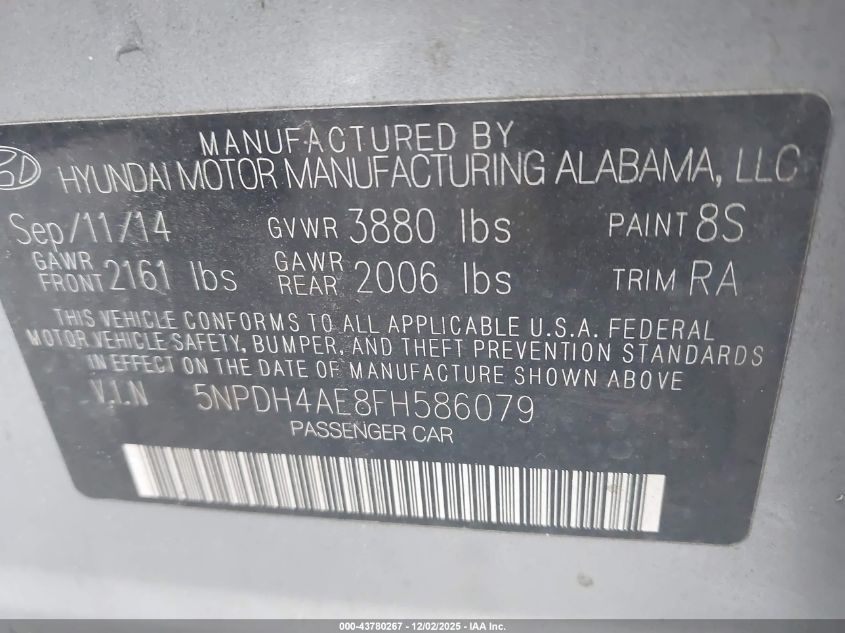 MANUFACTURED BY
HYUNDAI MOTOR MANUFACTURING ALABAMA, LLC
Sep/11/14 GVWR 3880 lbs PAINT 8S
GAWR FRONT 2161 lbs GAWR REAR 2006 lbs TRIM RA
THIS VEHICLE CONFORMS TO ALL APPLICABLE U.S.A. FEDERAL
MOTOR VEHICLE SAFETY, BUMPER, AND THEFT PREVENTION STANDARDS
IN EFFECT ON THE DATE OF MANUFACTURE SHOWN ABOVE
V.I.N 5NPDH4AE8FH586079
PASSENGER CAR
000-43780267 - 12/02/2025 - IAA Inc.